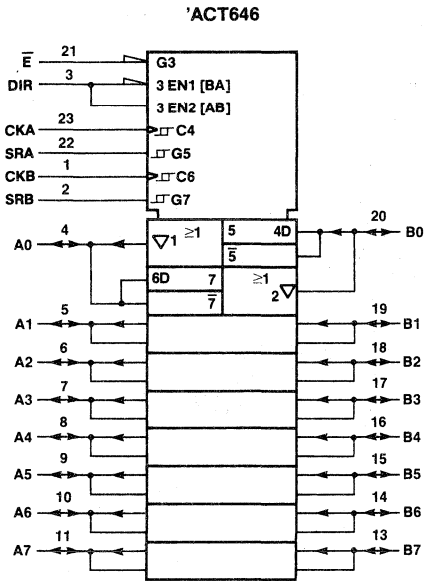 'ACT646
E̅ 21 G3
DIR 3 3 EN1 [BA]
3 EN2 [AB]
CKA 23 C4
SRA 22 G5
CKB 1 C6
SRB 2 G7
A0 4 ▽1 ≥1 5 4D 20 B0
5̅
6D 7 ≥1
7̅ 2▽
A1 5 19 B1
A2 6 18 B2
A3 7 17 B3
A4 8 16 B4
A5 9 15 B5
A6 10 14 B6
A7 11 13 B7